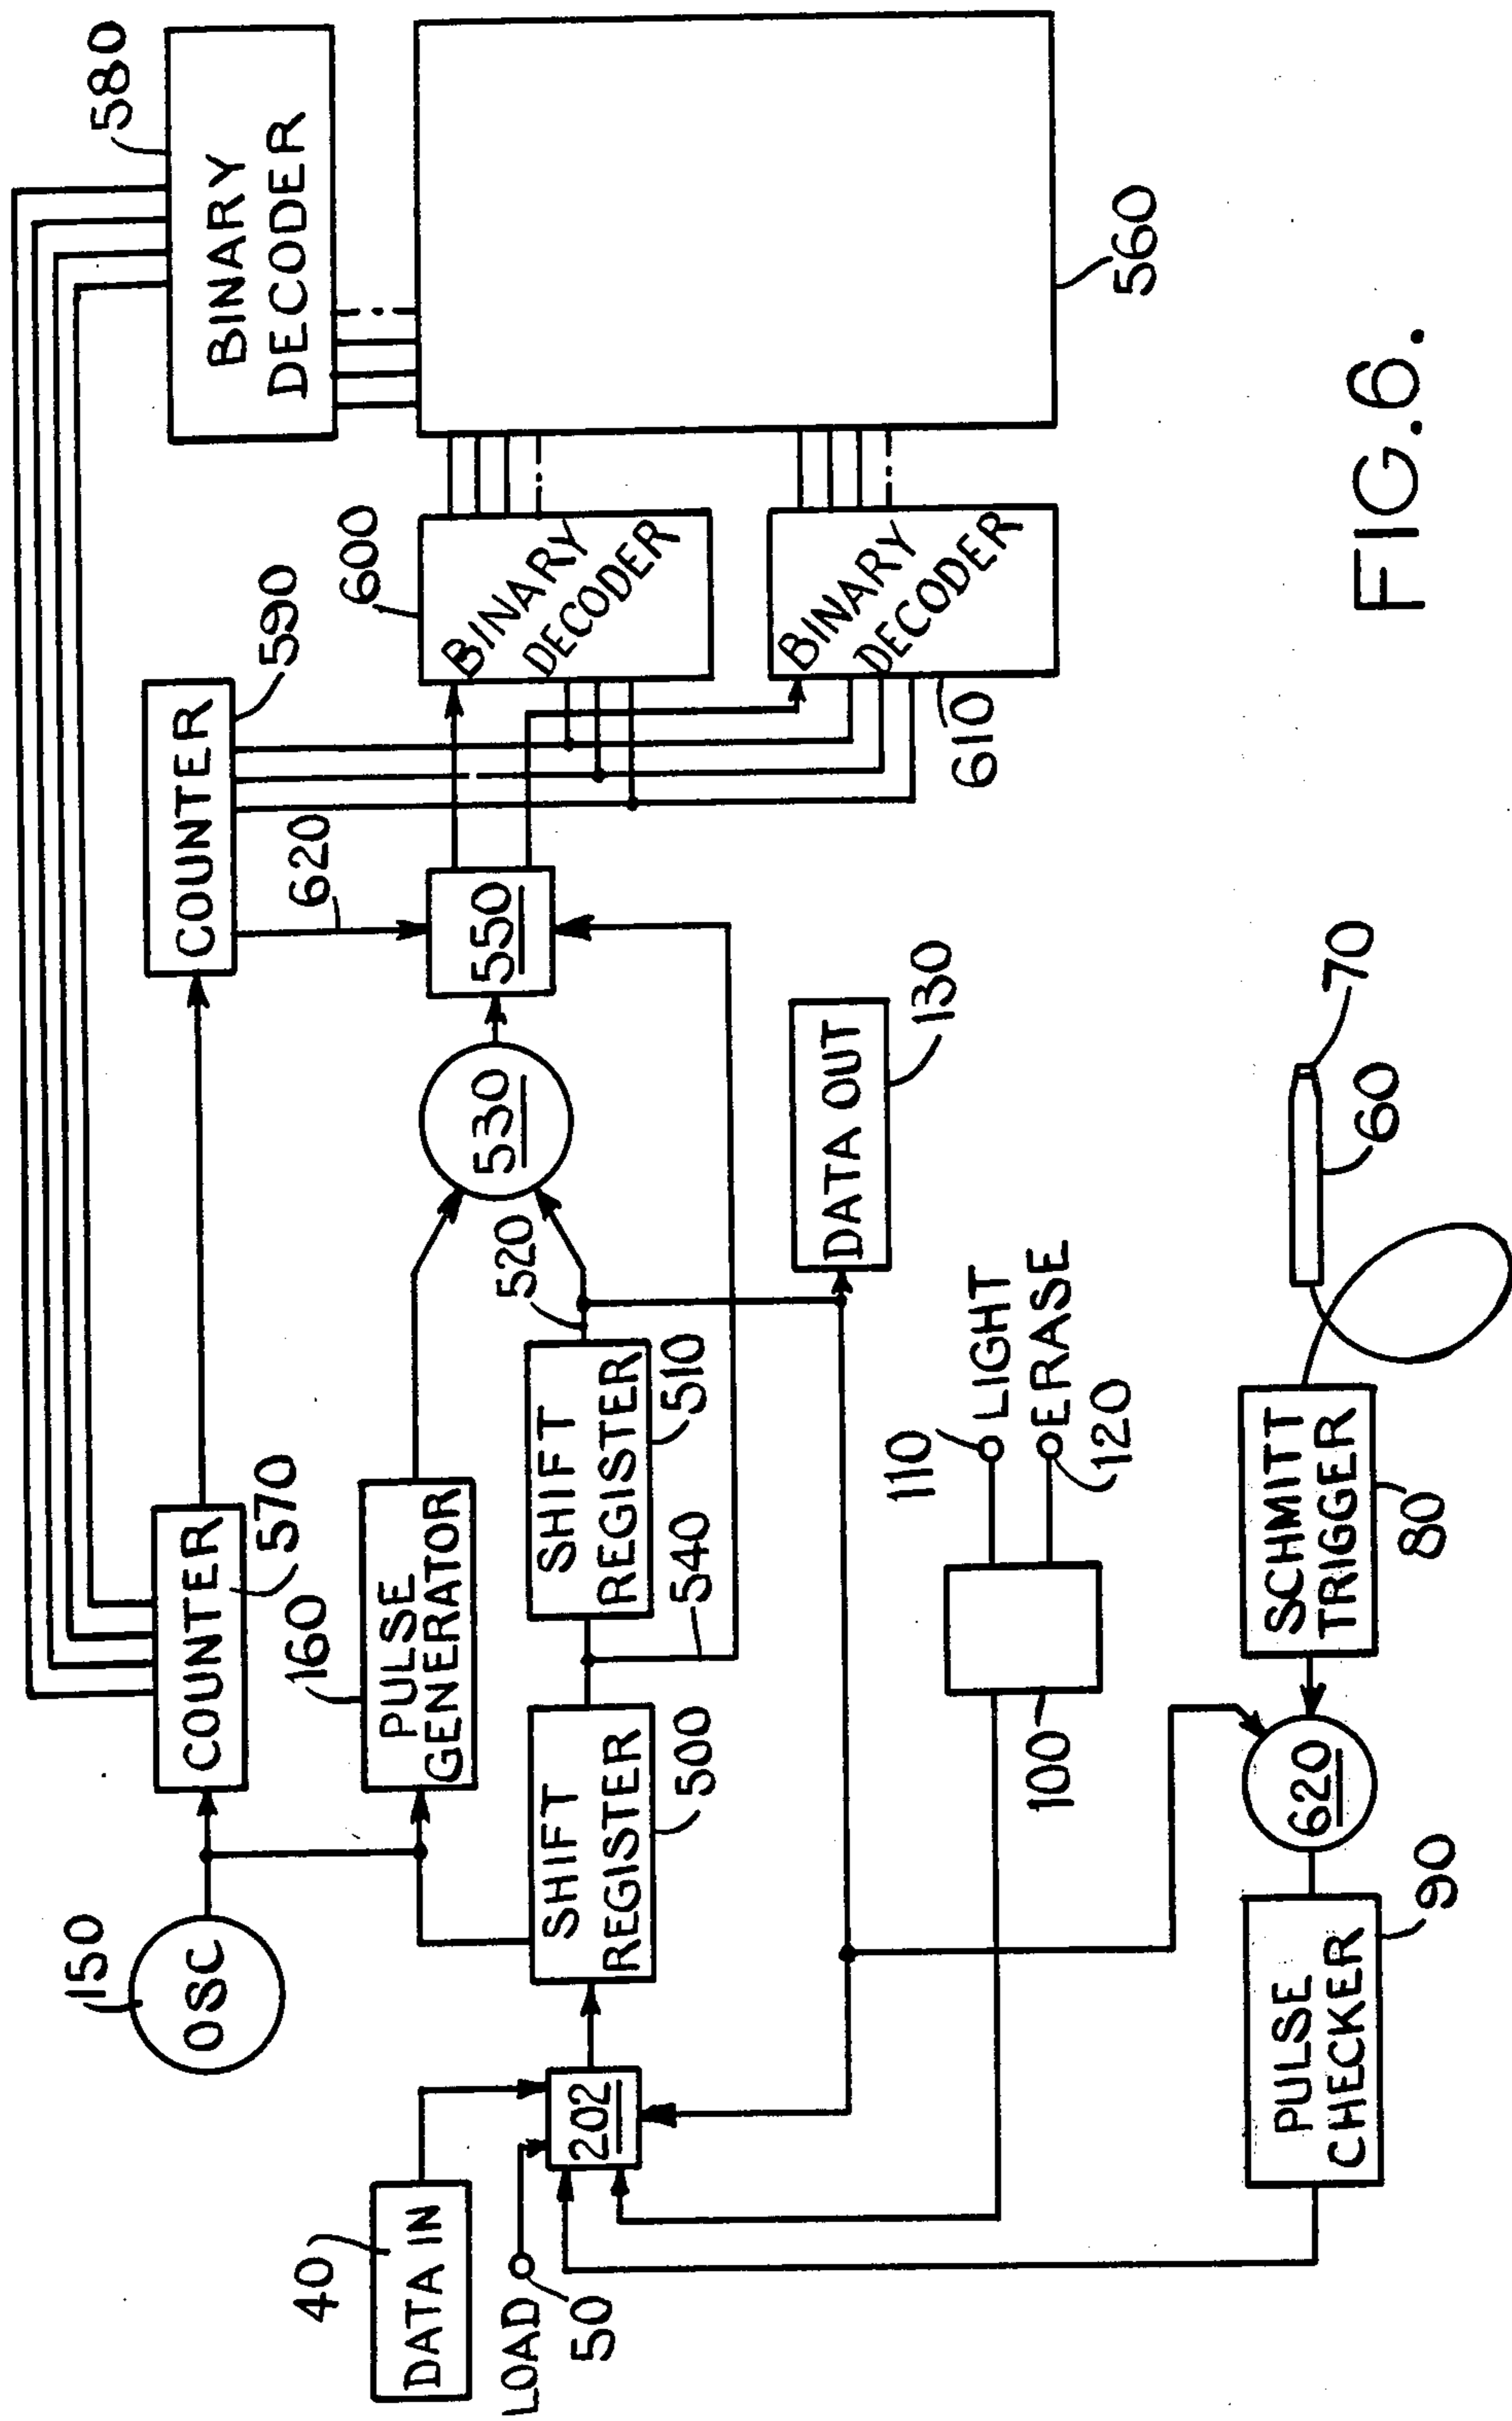 150
OSC
40
DATA IN
LOAD
50
202
COUNTER
570
160
PULSE
GENERATOR
SHIFT
REGISTER
500
SHIFT
REGISTER
510
540
520
530
COUNTER
590
620
550
580
BINARY
DECODER
600
BINARY
DECODER
BINARY
DECODER
610
560
DATA OUT
130
110
LIGHT
ERASE
120
100
PULSE
CHECKER
90
620
SCHMITT
TRIGGER
80
60
70
FIG.6.